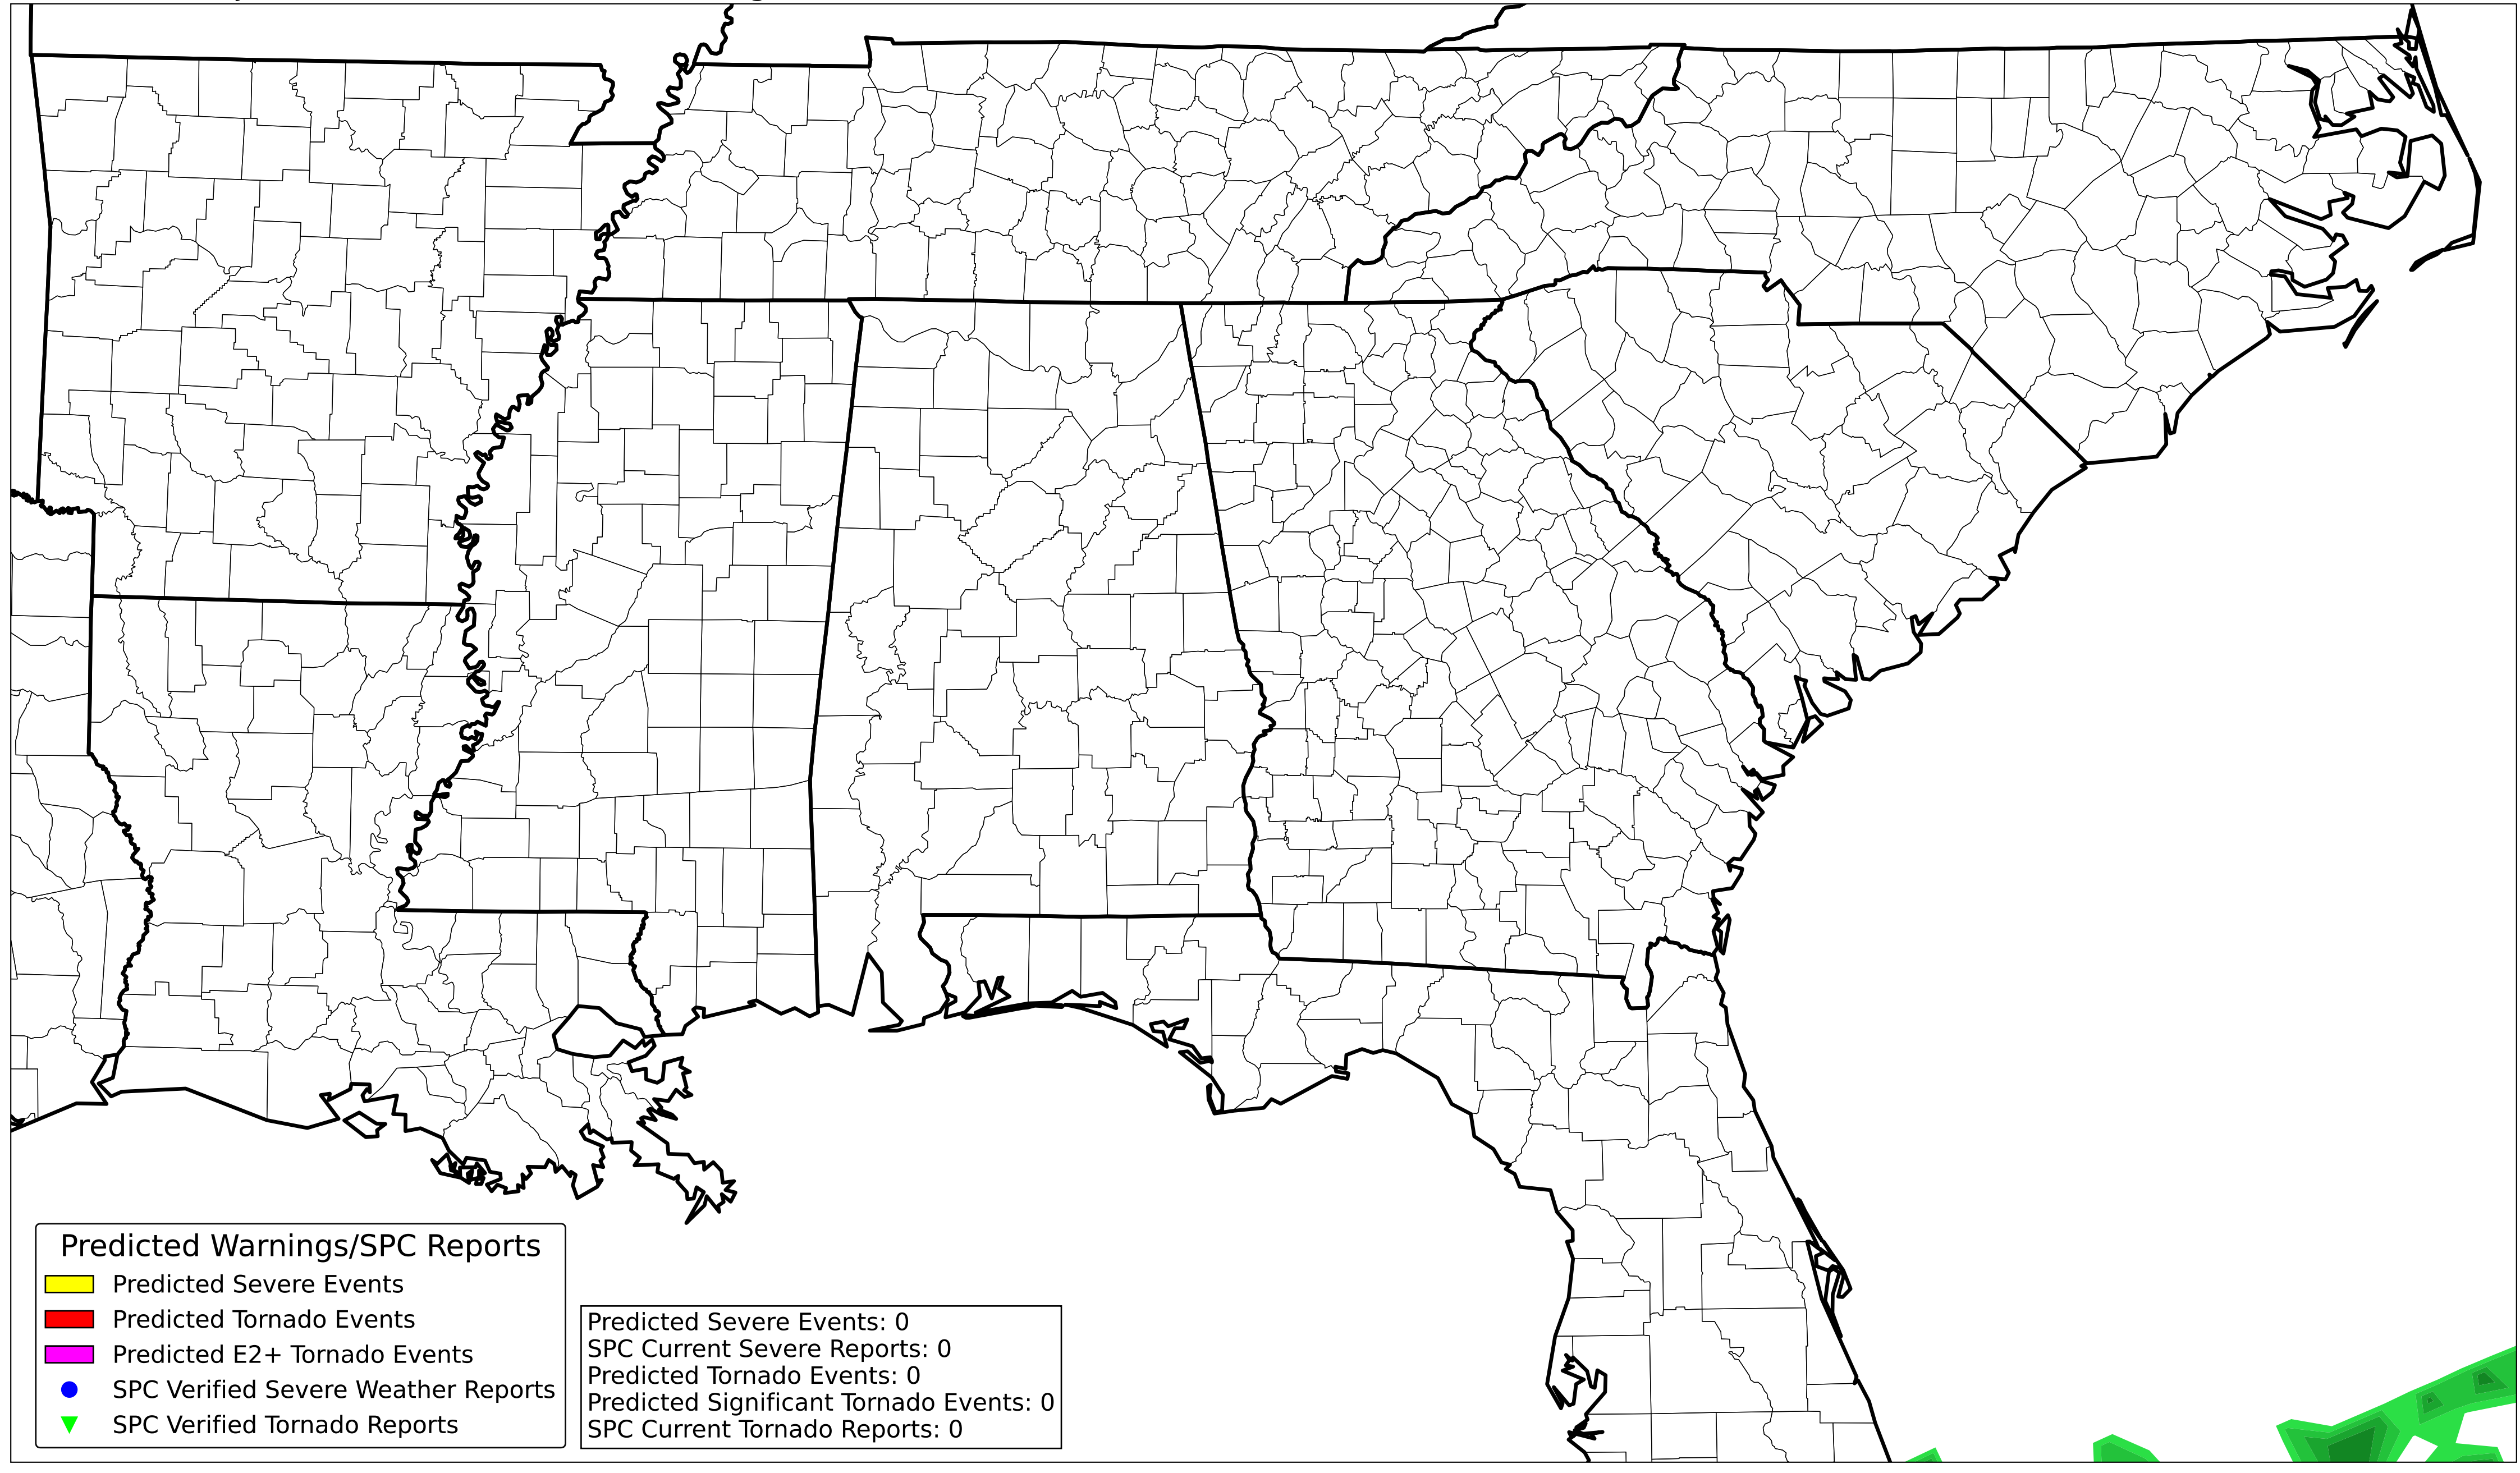 Predicted Warnings/SPC Reports
Predicted Severe Events
Predicted Tornado Events
Predicted E2+ Tornado Events
SPC Verified Severe Weather Reports
SPC Verified Tornado Reports
Predicted Severe Events: 0
SPC Current Severe Reports: 0
Predicted Tornado Events: 0
Predicted Significant Tornado Events: 0
SPC Current Tornado Reports: 0